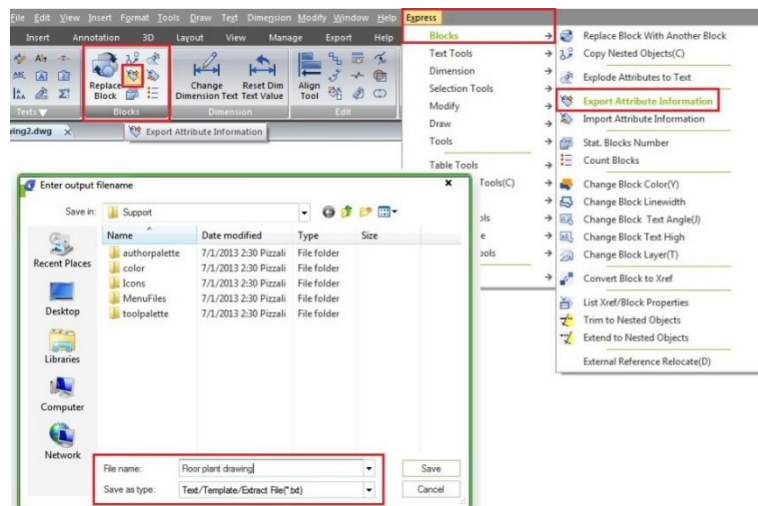 File Edit View Insert Format Tools Draw Text Dimension Modify Window Help Express
Insert Annotation 3D Layout View Manage Export Help
Replace Block
Change Dimension Text
Reset Dim Text Value
Align Tool
Texts Blocks Dimension Edit
ing2.dwg
Export Attribute Information
Blocks
Text Tools
Dimension
Selection Tools
Modify
Draw
Tools
Table Tools
Tools(C)
Replace Block With Another Block
Copy Nested Objects(C)
Explode Attributes to Text
Export Attribute Information
Import Attribute Information
Stat. Blocks Number
Count Blocks
Change Block Color(Y)
Change Block Linewidth
Change Block Text Angle(J)
Change Block Text High
Change Block Layer(T)
Convert Block to Xref
List Xref/Block Properties
Trim to Nested Objects
Extend to Nested Objects
External Reference Relocate(D)
Enter output filename
Save in: Support
Name Date modified Type Size
authorpalette 7/1/2013 2:30 Pizzali File folder
color 7/1/2013 2:30 Pizzali File folder
Icons 7/1/2013 2:30 Pizzali File folder
MenuFiles 7/1/2013 2:30 Pizzali File folder
toolpalette 7/1/2013 2:30 Pizzali File folder
Recent Places
Desktop
Libraries
Computer
Network
File name: Floor plant drawing Save
Save as type: Text/Template/Extract File(*.txt) Cancel